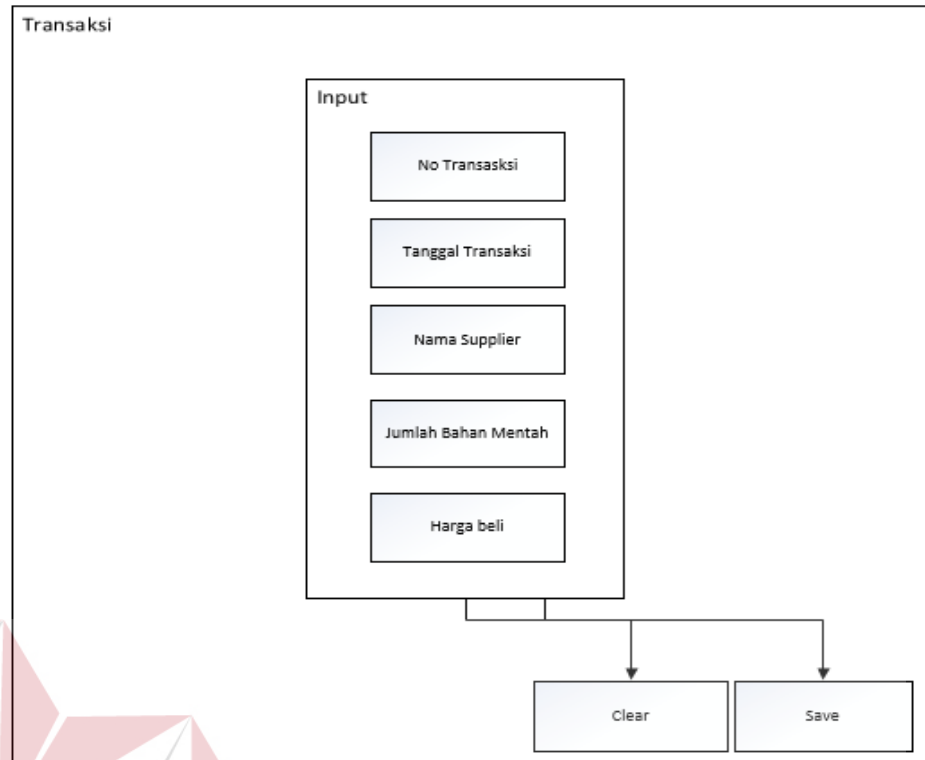 Transaksi
Input
No Transasksi
Tanggal Transaksi
Nama Supplier
Jumlah Bahan Mentah
Harga beli
Clear
Save